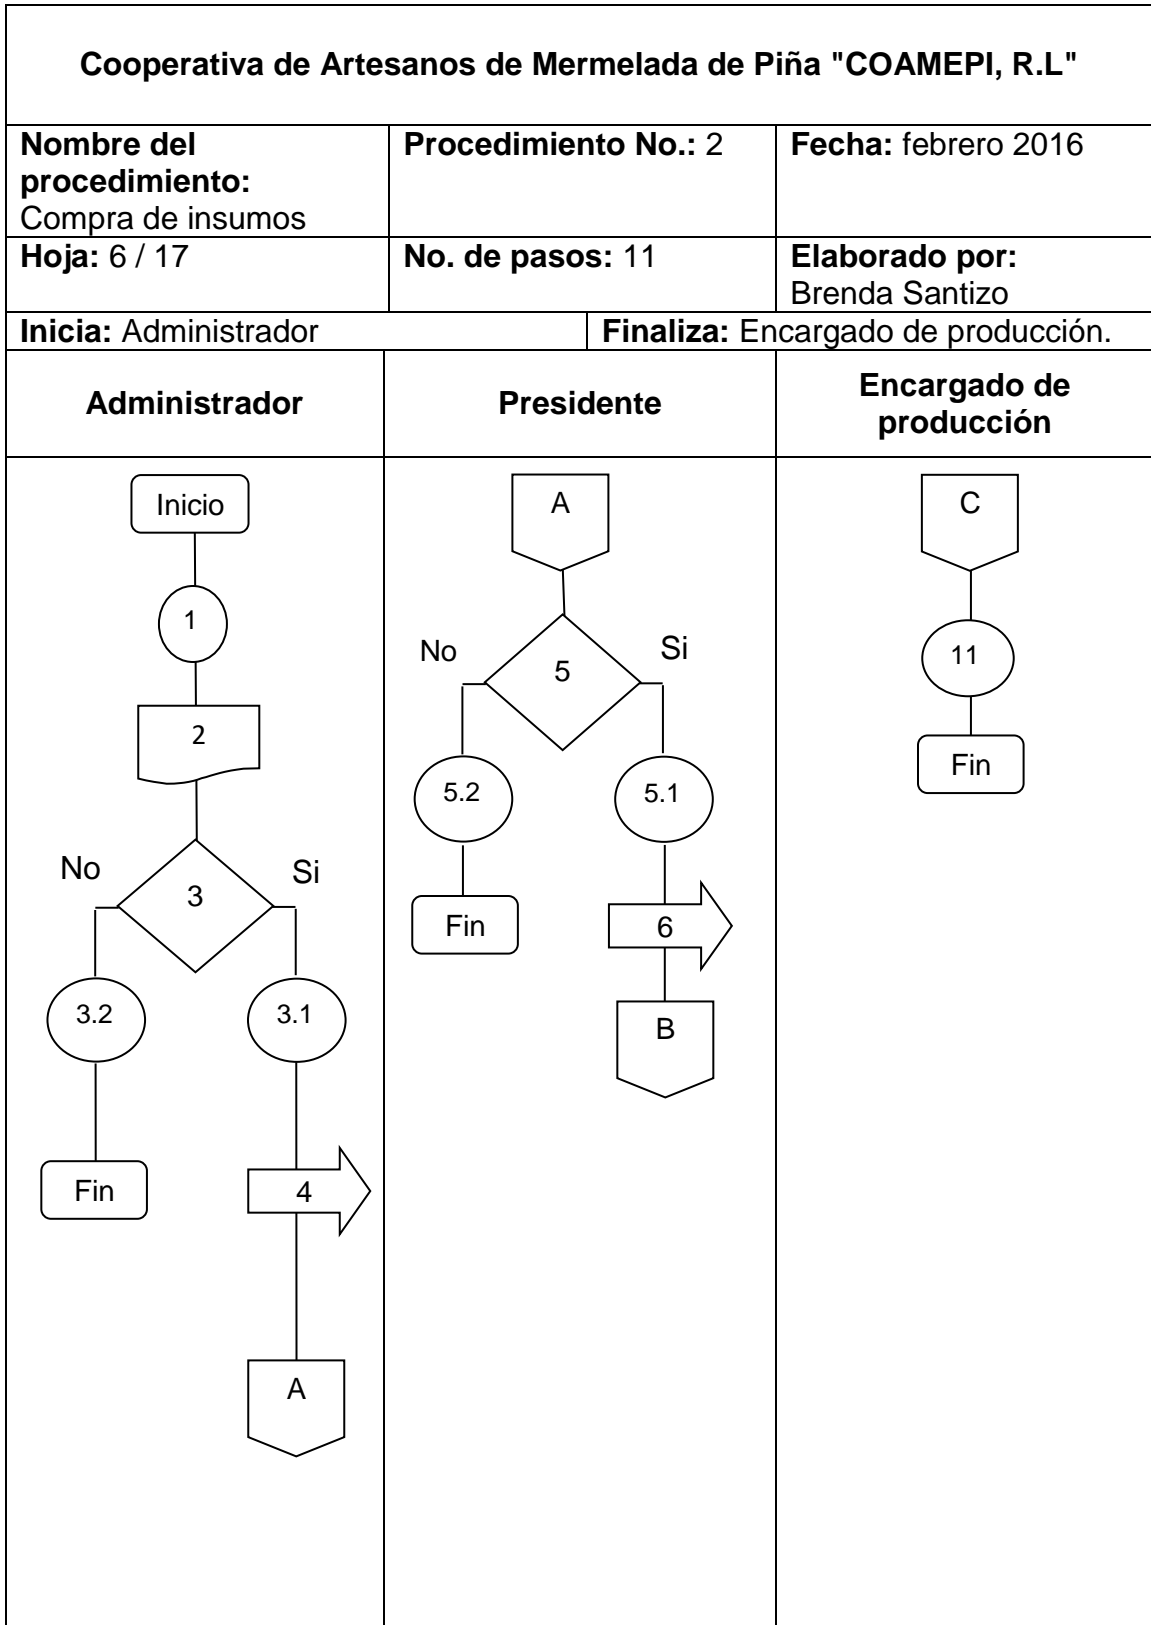 Cooperativa de Artesanos de Mermelada de Piña "COAMEPI, R.L"
Nombre del
procedimiento:
Compra de insumos
Procedimiento No.: 2
Fecha: febrero 2016
Hoja: 6 / 17
No. de pasos: 11
Elaborado por:
Brenda Santizo
Inicia: Administrador
Finaliza: Encargado de producción.
Administrador
Presidente
Encargado de
producción
Inicio
1
2
No
3
Si
3.2
3.1
Fin
4
A
A
No
5
Si
5.2
5.1
Fin
6
B
C
11
Fin